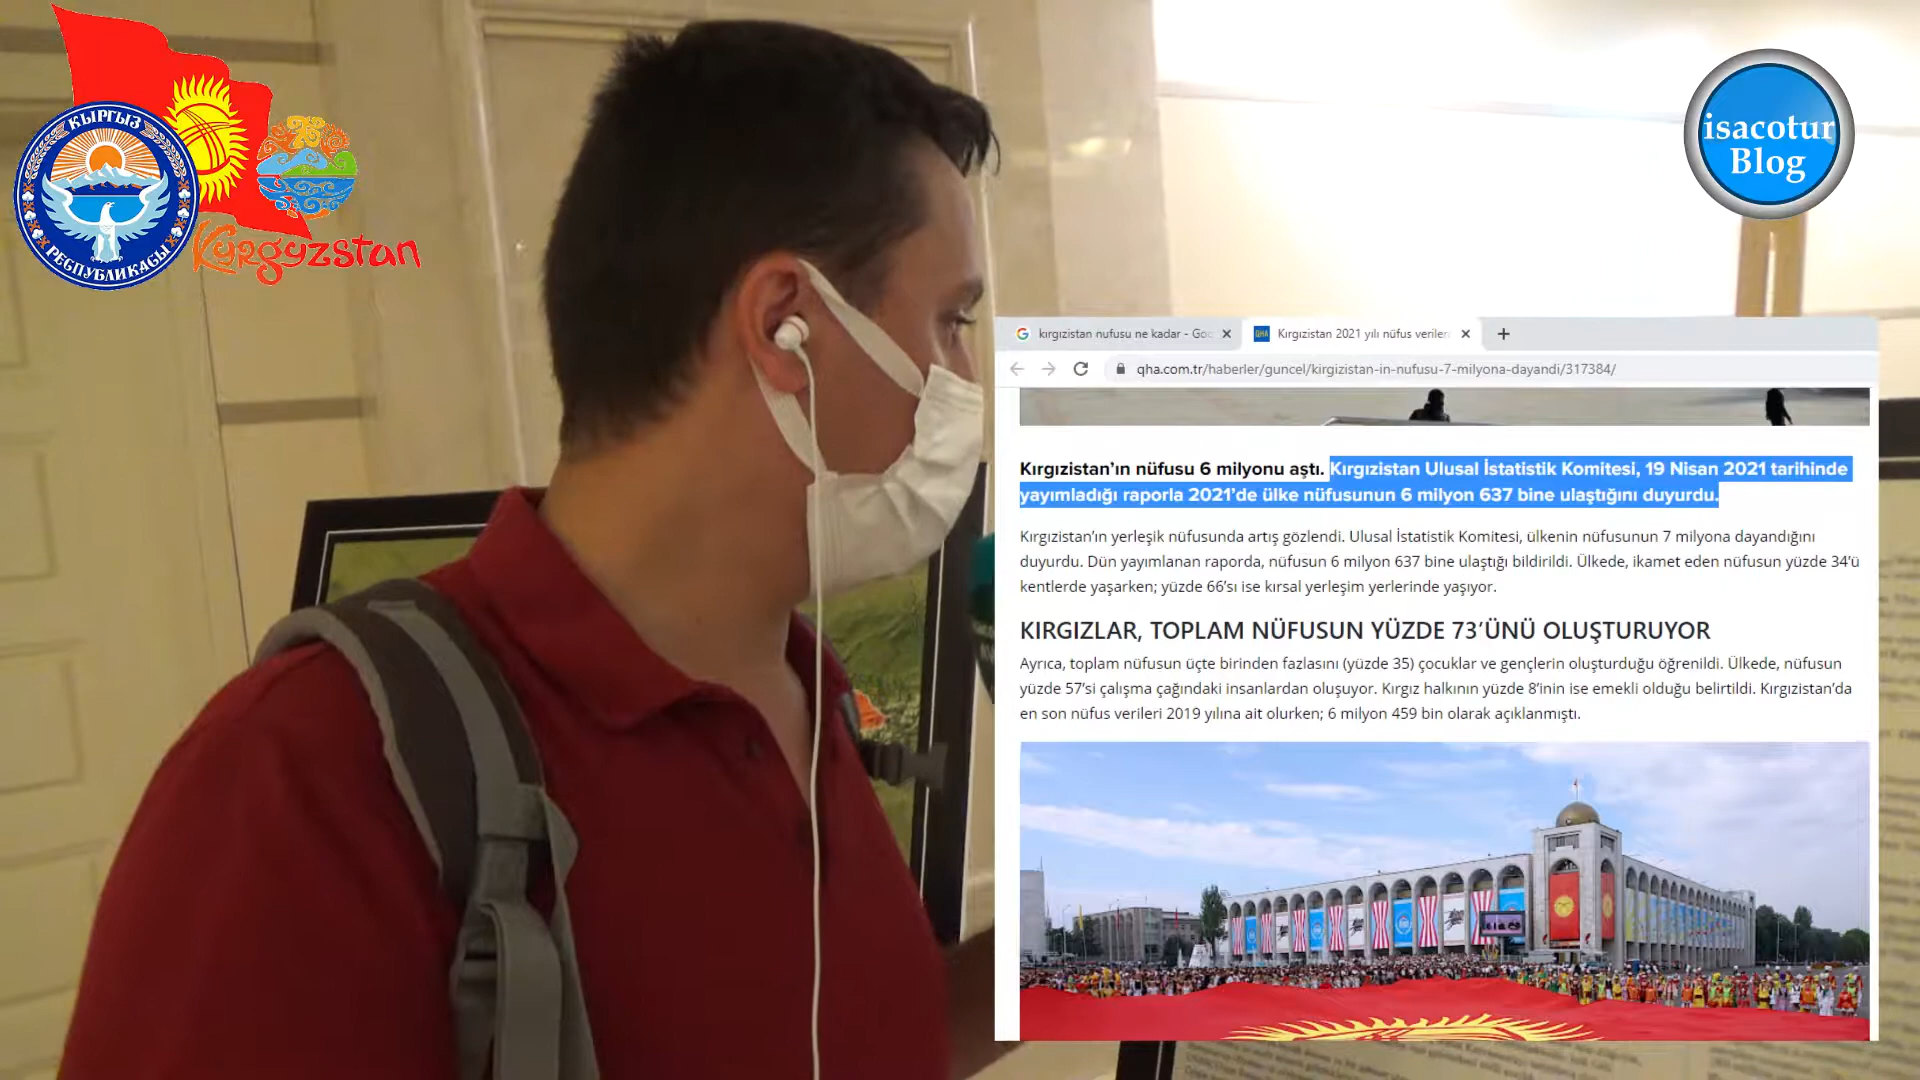 КЫРГЫЗ
РЕСПУБЛИКАСЫ
Kyrgyzstan
isacotur
Blog
kırgızistan nufusu ne kadar - Goo
QHA
Kırgızistan 2021 yılı nüfus veriler
qha.com.tr/haberler/guncel/kirgizistan-in-nufusu-7-milyona-dayandi/317384/
Kırgızistan’ın nüfusu 6 milyonu aştı. Kırgızistan Ulusal İstatistik Komitesi, 19 Nisan 2021 tarihinde
yayımladığı raporla 2021’de ülke nüfusunun 6 milyon 637 bine ulaştığını duyurdu.
Kırgızistan’ın yerleşik nüfusunda artış gözlendi. Ulusal İstatistik Komitesi, ülkenin nüfusunun 7 milyona dayandığını
duyurdu. Dün yayımlanan raporda, nüfusun 6 milyon 637 bine ulaştığı bildirildi. Ülkede, ikamet eden nüfusun yüzde 34’ü
kentlerde yaşarken; yüzde 66’sı ise kırsal yerleşim yerlerinde yaşıyor.
KIRGIZLAR, TOPLAM NÜFUSUN YÜZDE 73’ÜNÜ OLUŞTURUYOR
Ayrıca, toplam nüfusun üçte birinden fazlasını (yüzde 35) çocuklar ve gençlerin oluşturduğu öğrenildi. Ülkede, nüfusun
yüzde 57’si çalışma çağındaki insanlardan oluşuyor. Kırgız halkının yüzde 8’inin ise emekli olduğu belirtildi. Kırgızistan’da
en son nüfus verileri 2019 yılına ait olurken; 6 milyon 459 bin olarak açıklanmıştı.